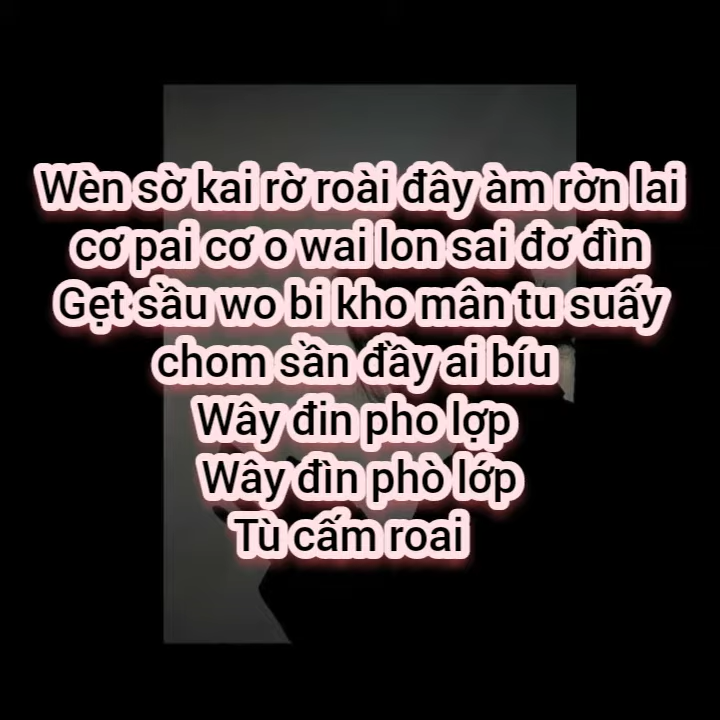 Wèn sờ kai rờ roài đây àm rờn lai
cơ pai cơ o wai lon sai đơ đìn
Gẹt sầu wo bi kho mân tu suấy
chom sần đầy ai bíu
Wây đin pho lợp
Wây đìn phò lớp
Tù cấm roai